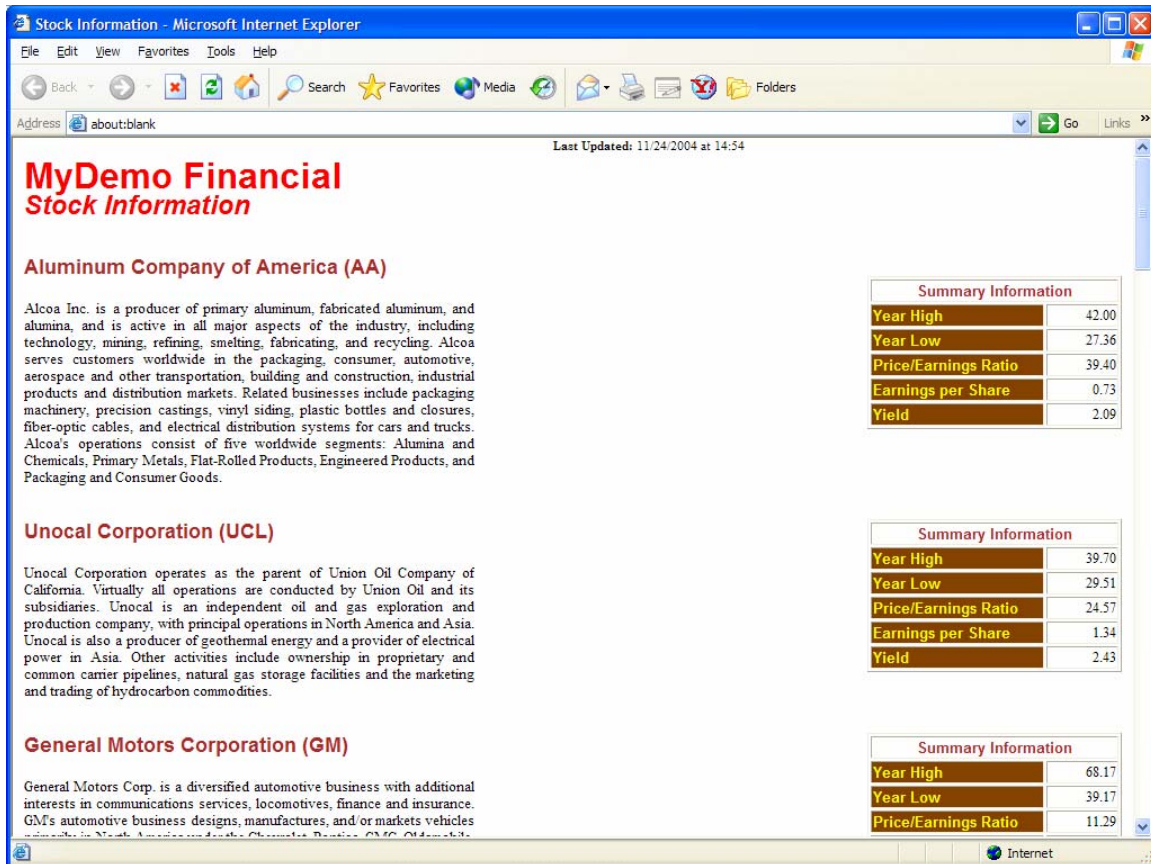 Stock Information - Microsoft Internet Explorer
File Edit View Favorites Tools Help
Back Search Favorites Media Folders
Address about:blank Go Links »
Last Updated: 11/24/2004 at 14:54
MyDemo Financial
Stock Information
Aluminum Company of America (AA)
Alcoa Inc. is a producer of primary aluminum, fabricated aluminum, and
alumina, and is active in all major aspects of the industry, including
technology, mining, refining, smelting, fabricating, and recycling. Alcoa
serves customers worldwide in the packaging, consumer, automotive,
aerospace and other transportation, building and construction, industrial
products and distribution markets. Related businesses include packaging
machinery, precision castings, vinyl siding, plastic bottles and closures,
fiber-optic cables, and electrical distribution systems for cars and trucks.
Alcoa's operations consist of five worldwide segments: Alumina and
Chemicals, Primary Metals, Flat-Rolled Products, Engineered Products, and
Packaging and Consumer Goods.
Summary Information
Year High 42.00
Year Low 27.36
Price/Earnings Ratio 39.40
Earnings per Share 0.73
Yield 2.09
Unocal Corporation (UCL)
Unocal Corporation operates as the parent of Union Oil Company of
California. Virtually all operations are conducted by Union Oil and its
subsidiaries. Unocal is an independent oil and gas exploration and
production company, with principal operations in North America and Asia.
Unocal is also a producer of geothermal energy and a provider of electrical
power in Asia. Other activities include ownership in proprietary and
common carrier pipelines, natural gas storage facilities and the marketing
and trading of hydrocarbon commodities.
Summary Information
Year High 39.70
Year Low 29.51
Price/Earnings Ratio 24.57
Earnings per Share 1.34
Yield 2.43
General Motors Corporation (GM)
General Motors Corp. is a diversified automotive business with additional
interests in communications services, locomotives, finance and insurance.
GM's automotive business designs, manufactures, and/or markets vehicles
primarily in North America under the Chevrolet, Pontiac, GMC, Oldsmobile,
Summary Information
Year High 68.17
Year Low 39.17
Price/Earnings Ratio 11.29
Internet